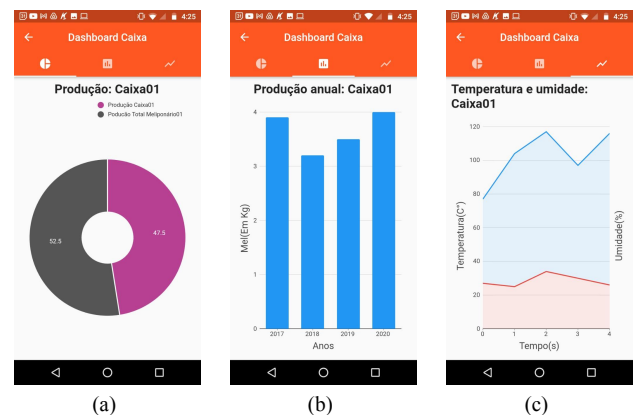 4:25
Dashboard Caixa
Produção: Caixa01
Produção Caixa01
Poducão Total Meliponário01
52.5
47.5
(a)
4:25
Dashboard Caixa
Produção anual: Caixa01
Mel(Em Kg)
4
3
2
1
0
2017 2018 2019 2020
Anos
(b)
4:25
Dashboard Caixa
Temperatura e umidade:
Caixa01
Temperatura(C°)
120
100
80
60
40
20
0
0 1 2 3 4
Tempo(s)
Umidade(%)
(c)